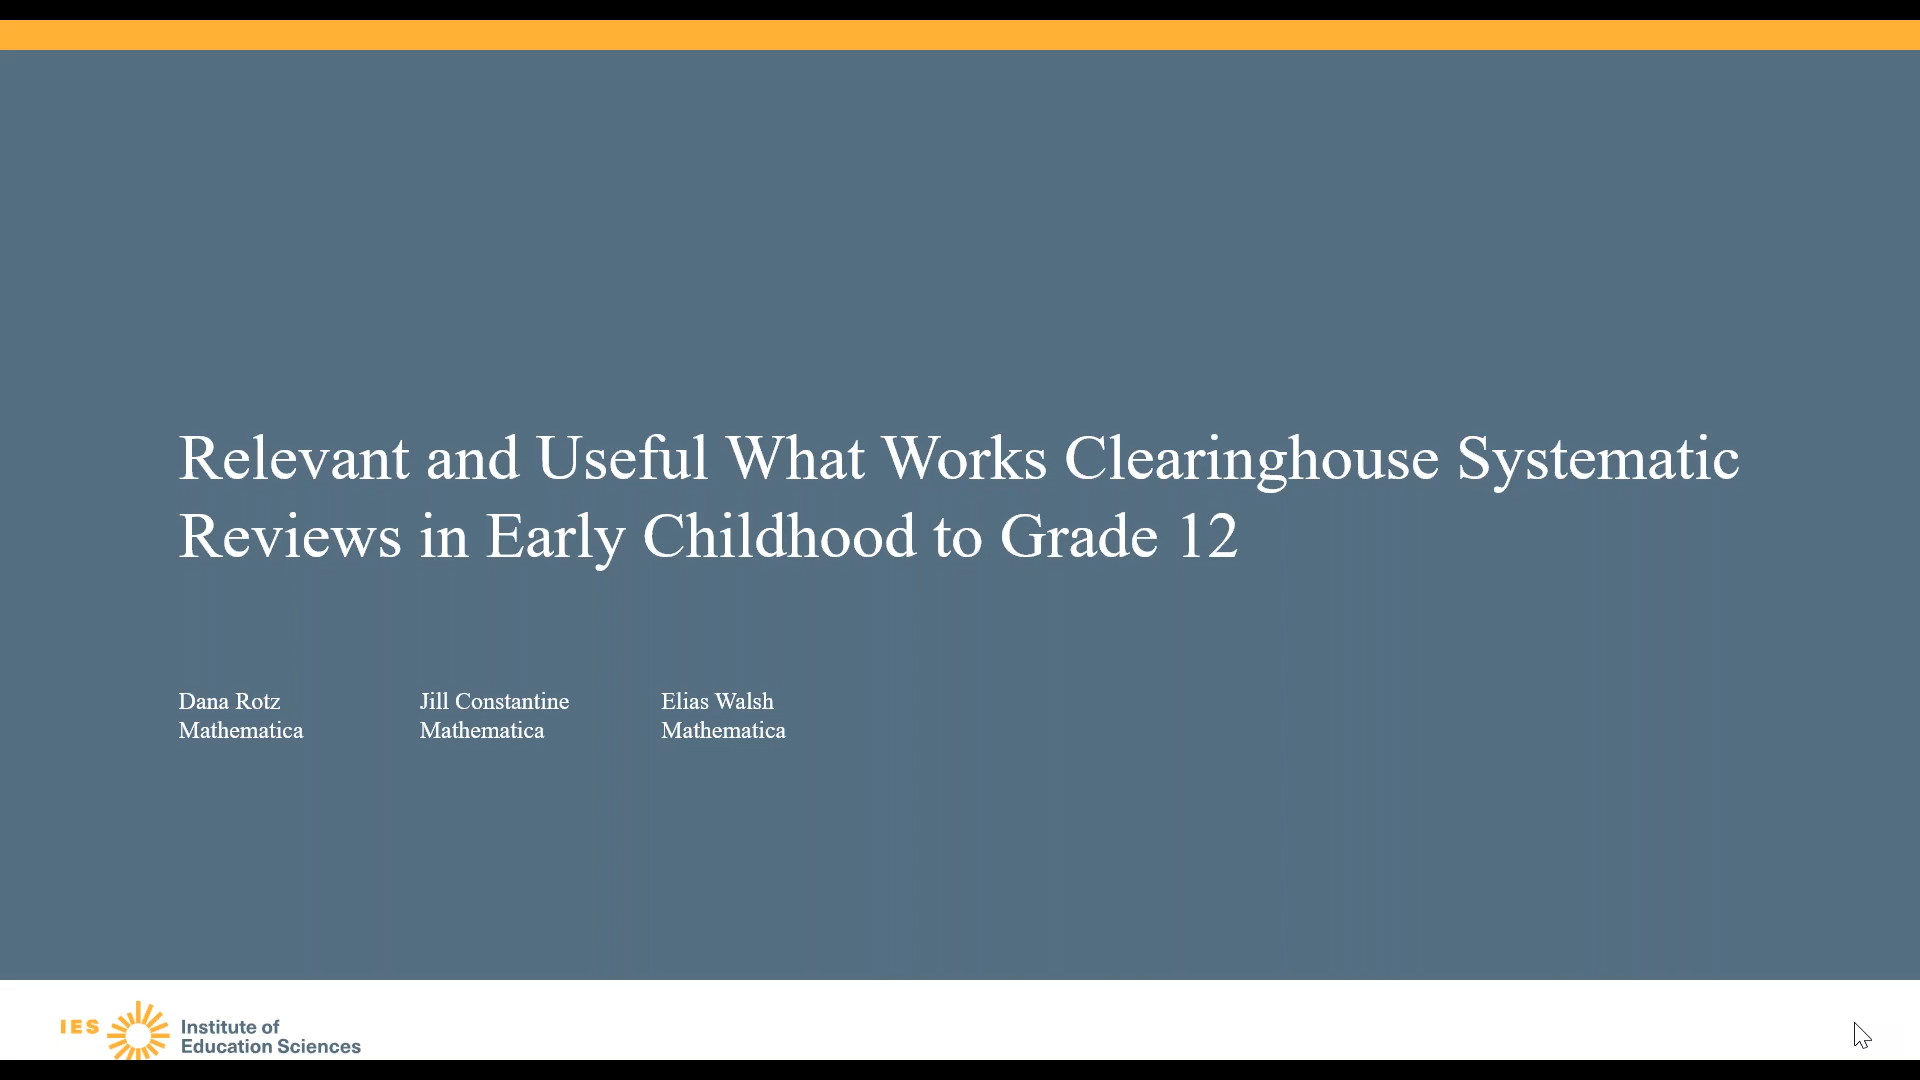 Relevant and Useful What Works Clearinghouse Systematic
Reviews in Early Childhood to Grade 12
Dana Rotz
Mathematica
Jill Constantine
Mathematica
Elias Walsh
Mathematica
IES
Institute of
Education Sciences